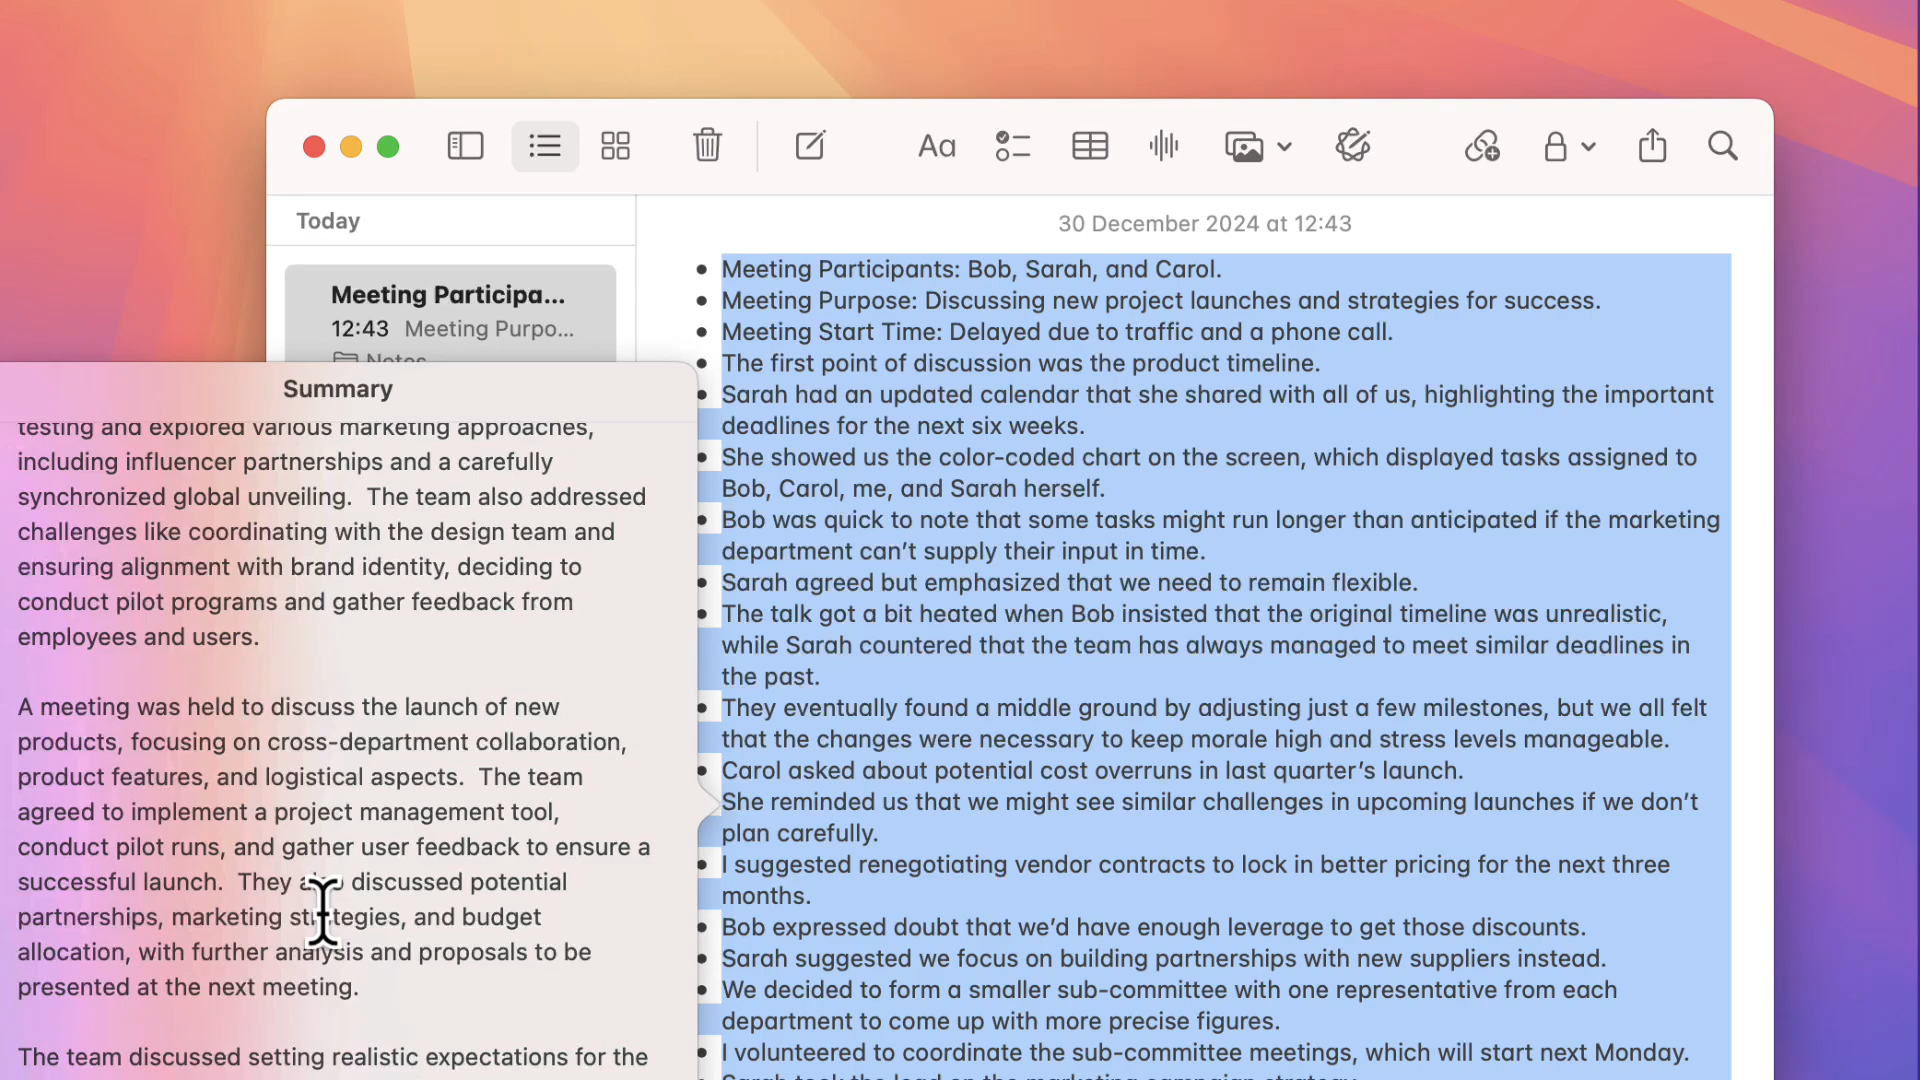 Aa
Today
30 December 2024 at 12:43
Meeting Participa...
12:43 Meeting Purpo...
Notes
Summary
testing and explored various marketing approaches,
including influencer partnerships and a carefully
synchronized global unveiling. The team also addressed
challenges like coordinating with the design team and
ensuring alignment with brand identity, deciding to
conduct pilot programs and gather feedback from
employees and users.
A meeting was held to discuss the launch of new
products, focusing on cross-department collaboration,
product features, and logistical aspects. The team
agreed to implement a project management tool,
conduct pilot runs, and gather user feedback to ensure a
successful launch. They also discussed potential
partnerships, marketing strategies, and budget
allocation, with further analysis and proposals to be
presented at the next meeting.
The team discussed setting realistic expectations for the
• Meeting Participants: Bob, Sarah, and Carol.
• Meeting Purpose: Discussing new project launches and strategies for success.
• Meeting Start Time: Delayed due to traffic and a phone call.
• The first point of discussion was the product timeline.
• Sarah had an updated calendar that she shared with all of us, highlighting the important
deadlines for the next six weeks.
• She showed us the color-coded chart on the screen, which displayed tasks assigned to
Bob, Carol, me, and Sarah herself.
• Bob was quick to note that some tasks might run longer than anticipated if the marketing
department can’t supply their input in time.
• Sarah agreed but emphasized that we need to remain flexible.
• The talk got a bit heated when Bob insisted that the original timeline was unrealistic,
while Sarah countered that the team has always managed to meet similar deadlines in
the past.
• They eventually found a middle ground by adjusting just a few milestones, but we all felt
that the changes were necessary to keep morale high and stress levels manageable.
• Carol asked about potential cost overruns in last quarter’s launch.
She reminded us that we might see similar challenges in upcoming launches if we don’t
plan carefully.
• I suggested renegotiating vendor contracts to lock in better pricing for the next three
months.
• Bob expressed doubt that we’d have enough leverage to get those discounts.
• Sarah suggested we focus on building partnerships with new suppliers instead.
• We decided to form a smaller sub-committee with one representative from each
department to come up with more precise figures.
• I volunteered to coordinate the sub-committee meetings, which will start next Monday.
• Sarah took the lead on the marketing campaign strategy.